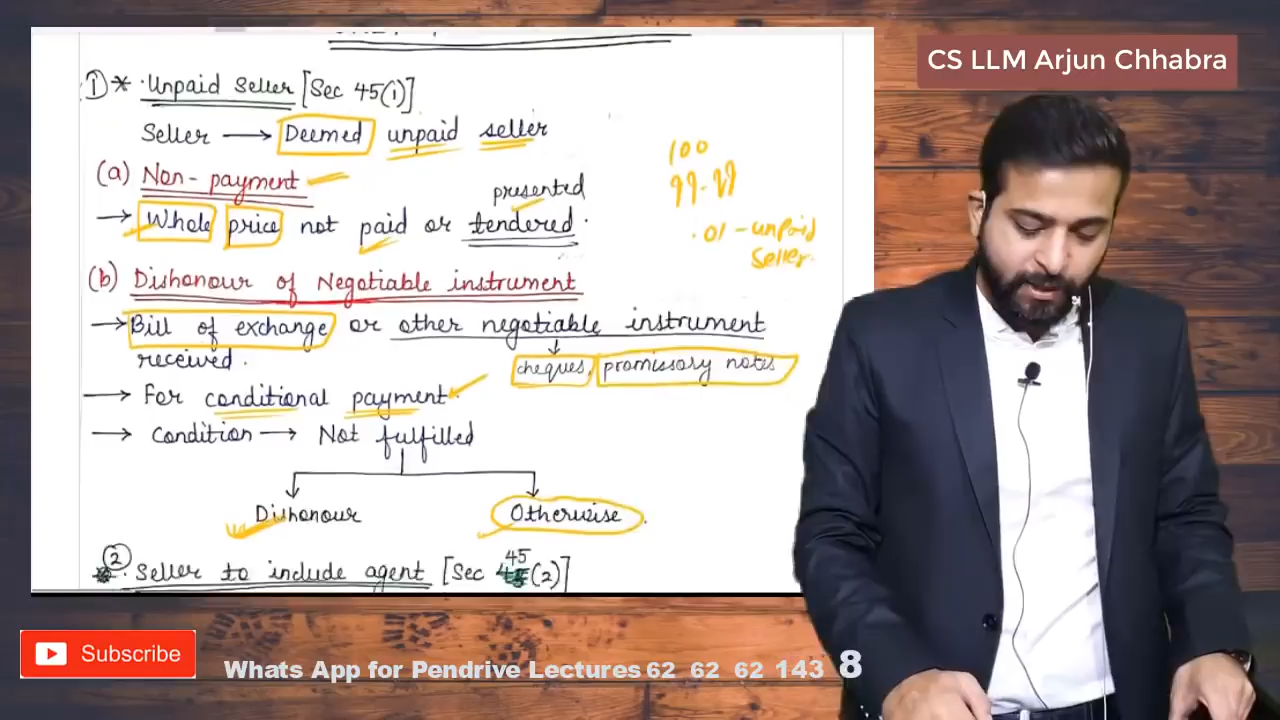 CS LLM Arjun Chhabra
① * · Unpaid Seller [Sec 45(1)]
Seller → Deemed unpaid seller
(a) Non-payment
presented
→ Whole price not paid or tendered.
100
99.99
.01 - unpaid
seller.
(b) Dishonour of Negotiable instrument
→ Bill of exchange or other negotiable instrument
received.
cheques, promissory notes
→ For conditional payment.
→ Condition → Not fulfilled
Dishonour Otherwise.
② · Seller to include agent [Sec 45 (2)]
Subscribe
Whats App for Pendrive Lectures 62 62 62 143 8